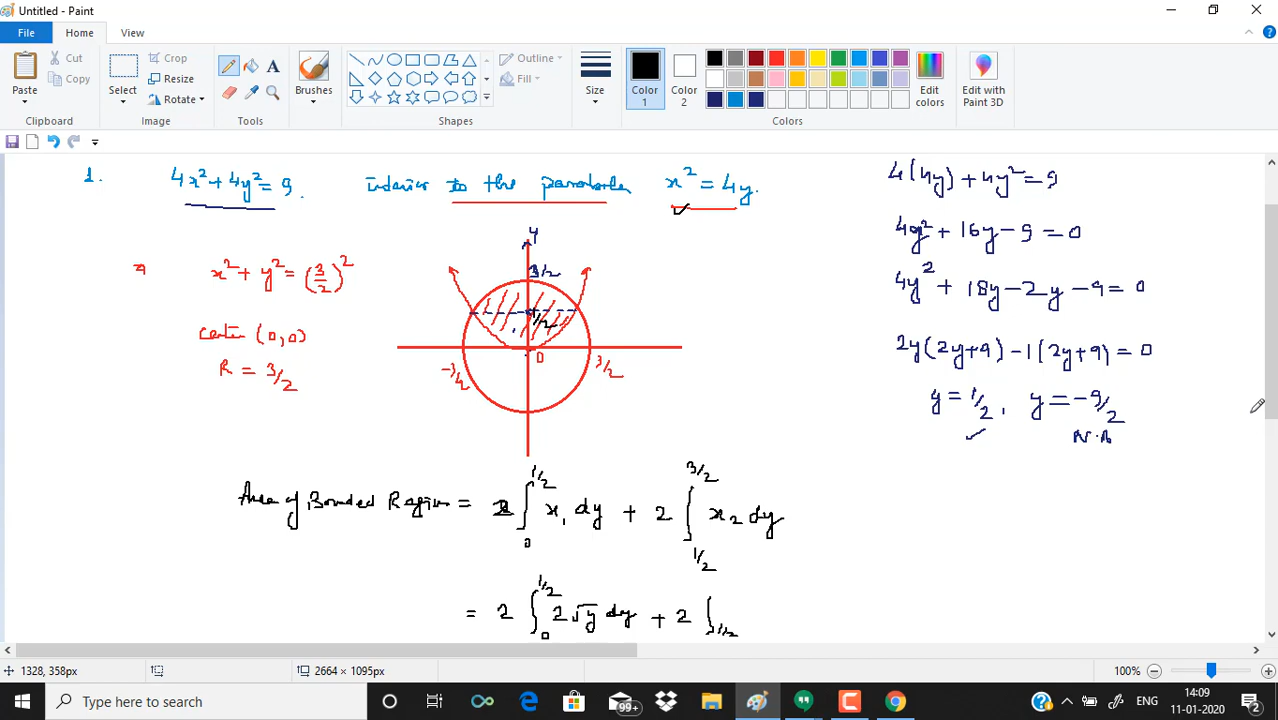 Untitled - Paint
File Home View
Paste
Cut
Copy
Clipboard
Select
Crop
Resize
Rotate
Image
Tools
Brushes
Outline
Fill
Shapes
Size
Color 1
Color 2
Edit colors
Colors
Edit with Paint 3D
1. 4x² + 4y² = 9. interior to the parabola x² = 4y.
x² + y² = (3/2)²
center (0,0)
R = 3/2
Y
3/2
1/2
0
-3/2
3/2
4(4y) + 4y² = 9
4y² + 16y - 9 = 0
4y² + 18y - 2y - 9 = 0
2y(2y+9) - 1(2y+9) = 0
y = 1/2, y = -9/2
N.A
Area of Bounded Region = 2 ∫₀^{1/2} x₁ dy + 2 ∫_{1/2}^{3/2} x₂ dy
= 2 ∫₀^{1/2} 2√y dy + 2 ∫_{1/2}
1328, 358px
2664 × 1095px
100%
Type here to search
99+
ENG
14:09
11-01-2020
2